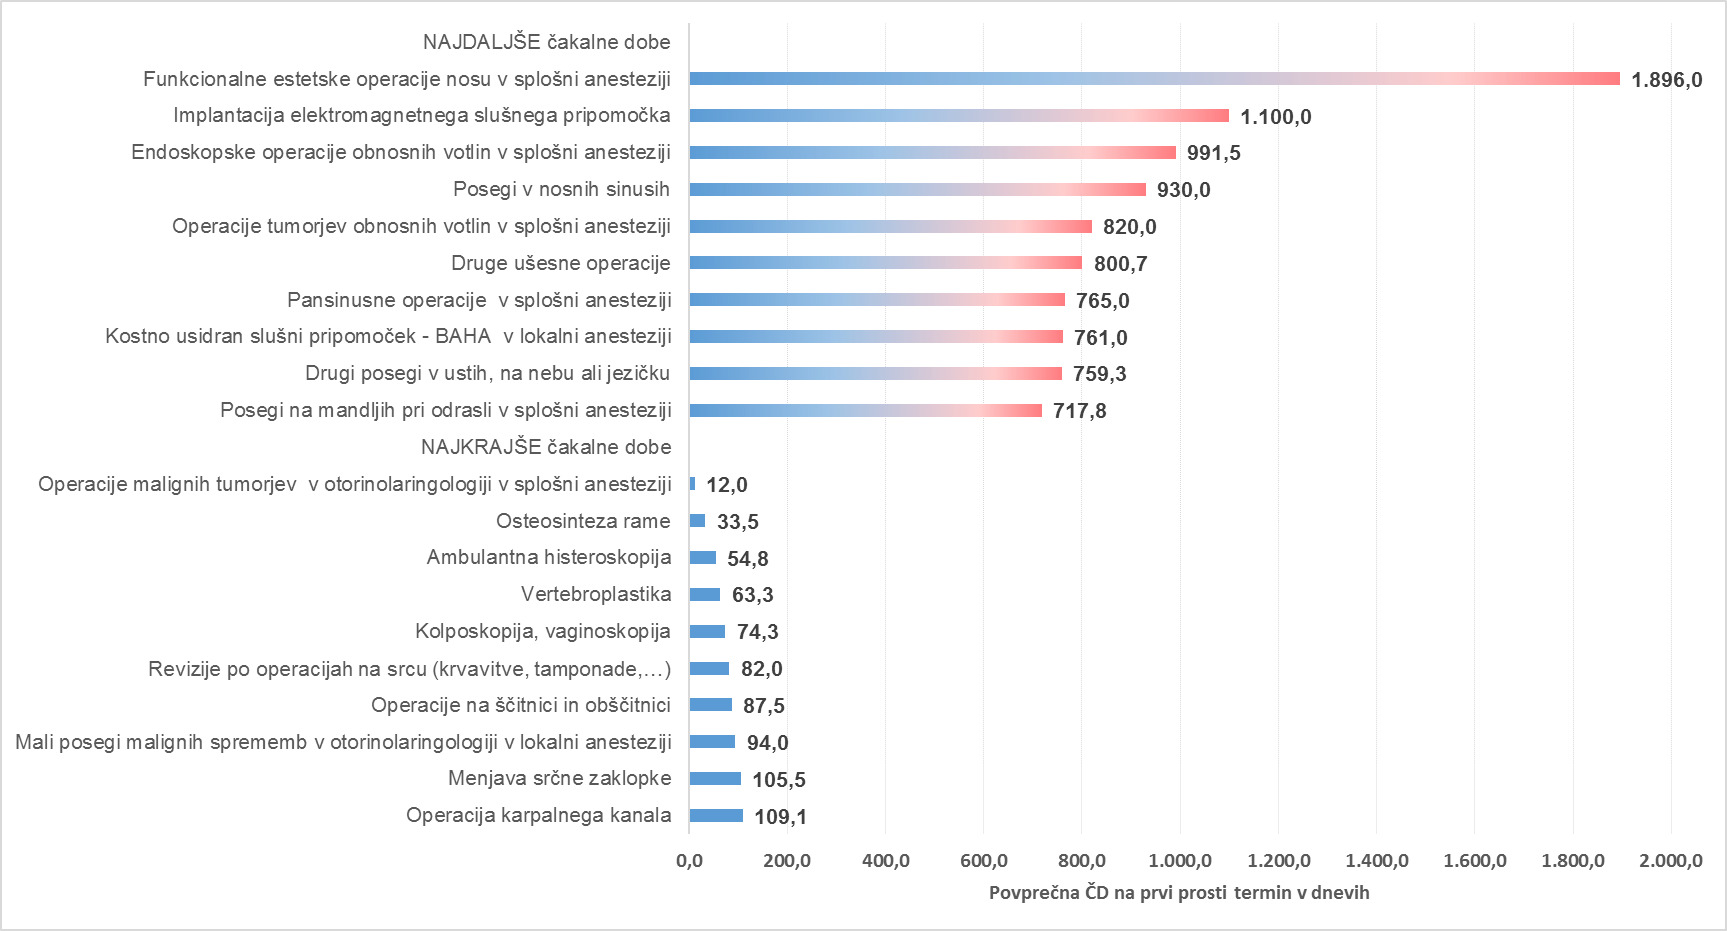 NAJDALJŠE čakalne dobe
Funkcionalne estetske operacije nosu v splošni anesteziji 1.896,0
Implantacija elektromagnetnega slušnega pripomočka 1.100,0
Endoskopske operacije obnosnih votlin v splošni anesteziji 991,5
Posegi v nosnih sinusih 930,0
Operacije tumorjev obnosnih votlin v splošni anesteziji 820,0
Druge ušesne operacije 800,7
Pansinusne operacije  v splošni anesteziji 765,0
Kostno usidran slušni pripomoček - BAHA  v lokalni anesteziji 761,0
Drugi posegi v ustih, na nebu ali jezičku 759,3
Posegi na mandljih pri odrasli v splošni anesteziji 717,8
NAJKRAJŠE čakalne dobe
Operacije malignih tumorjev  v otorinolaringologiji v splošni anesteziji 12,0
Osteosinteza rame 33,5
Ambulantna histeroskopija 54,8
Vertebroplastika 63,3
Kolposkopija, vaginoskopija 74,3
Revizije po operacijah na srcu (krvavitve, tamponade,…) 82,0
Operacije na ščitnici in obščitnici 87,5
Mali posegi malignih sprememb v otorinolaringologiji v lokalni anesteziji 94,0
Menjava srčne zaklopke 105,5
Operacija karpalnega kanala 109,1
0,0 200,0 400,0 600,0 800,0 1.000,0 1.200,0 1.400,0 1.600,0 1.800,0 2.000,0
Povprečna ČD na prvi prosti termin v dnevih